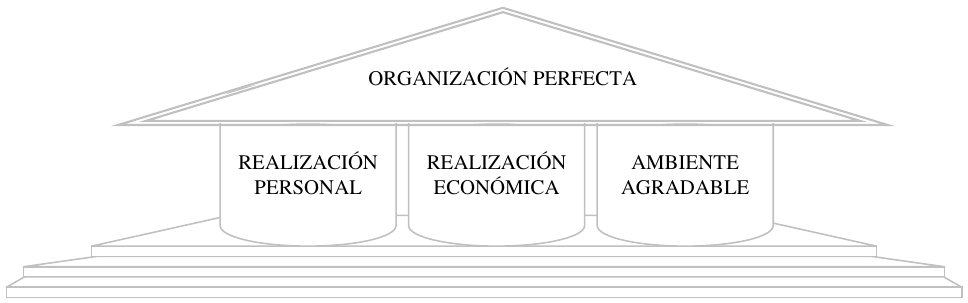 ORGANIZACIÓN PERFECTA
REALIZACIÓN
PERSONAL
REALIZACIÓN
ECONÓMICA
AMBIENTE
AGRADABLE